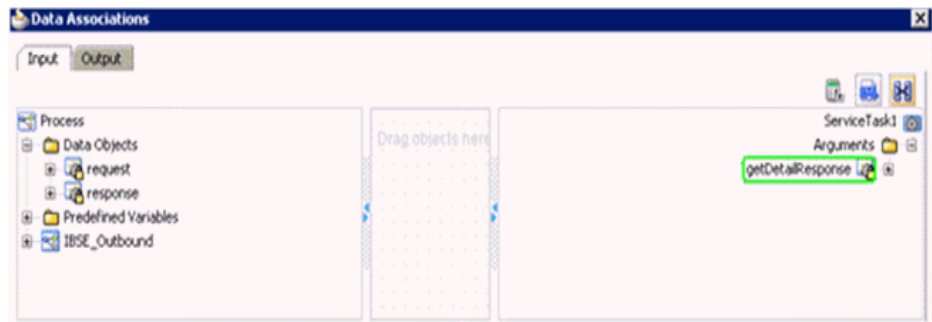 Data Associations
Input Output
Process
Data Objects
request
response
Predefined Variables
IBSE_Outbound
Drag objects here
ServiceTask1
Arguments
getDetailResponse